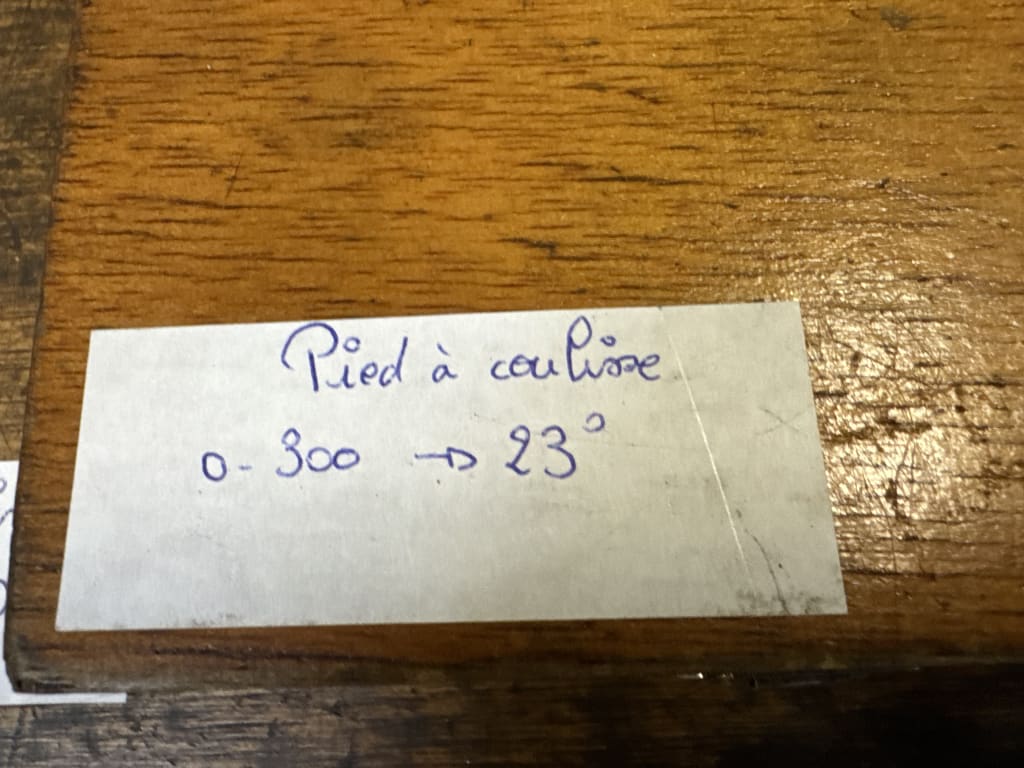 Pied à coulisse
0-300 → 23°